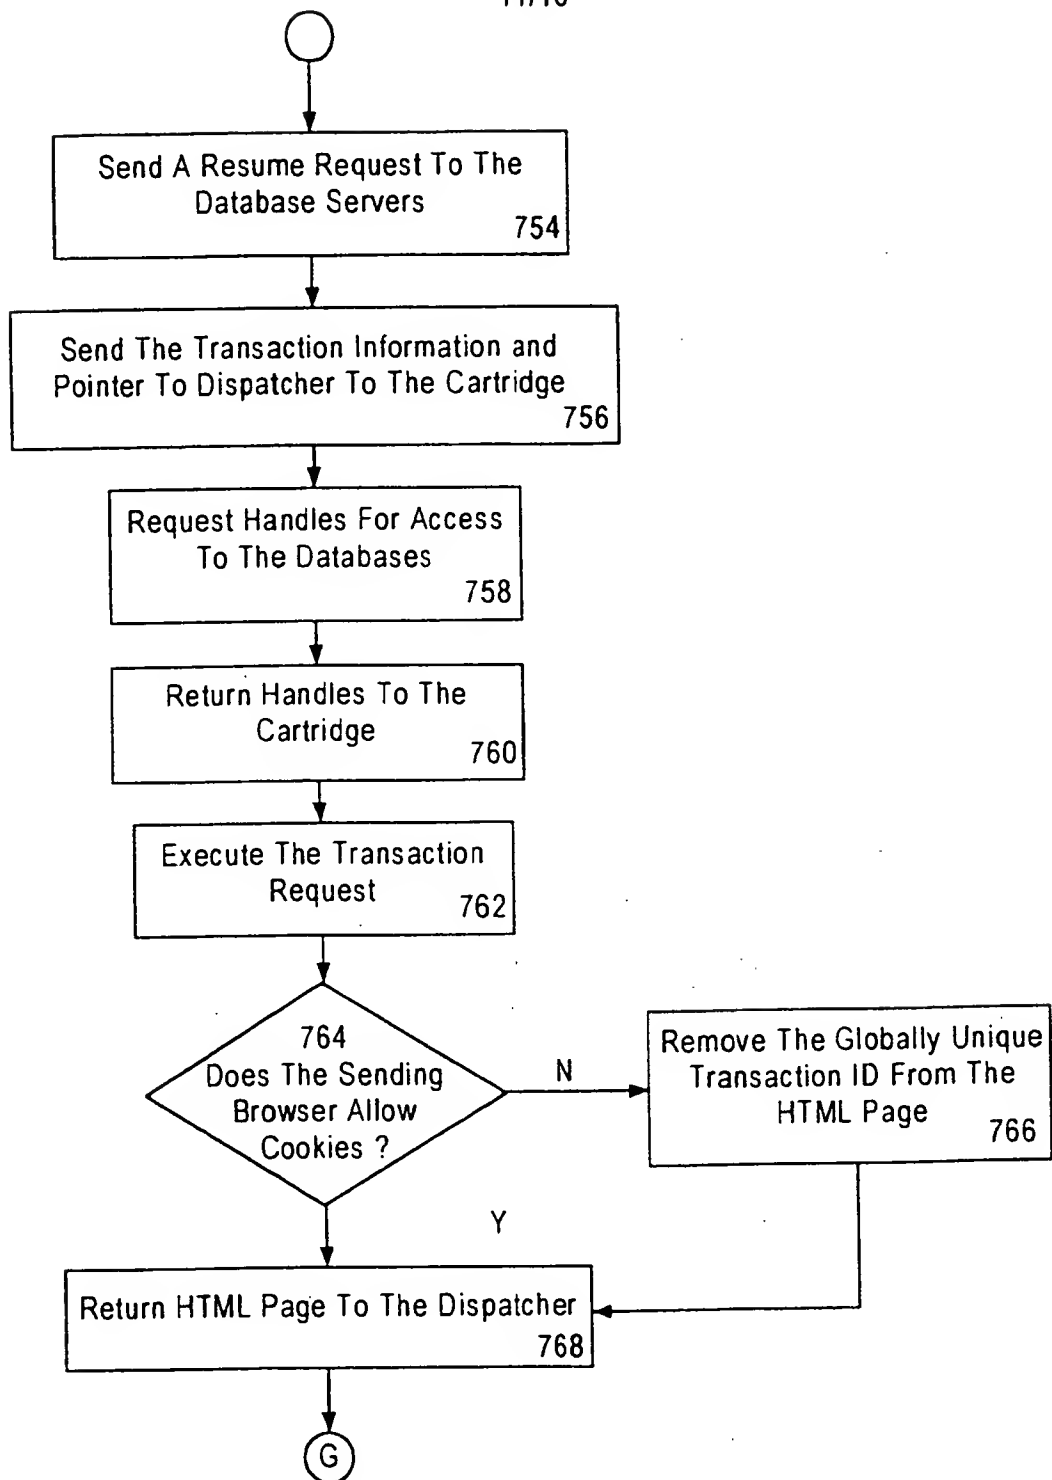 Send A Resume Request To The
Database Servers
754
Send The Transaction Information and
Pointer To Dispatcher To The Cartridge
756
Request Handles For Access
To The Databases
758
Return Handles To The
Cartridge
760
Execute The Transaction
Request
762
764
Does The Sending
Browser Allow
Cookies ?
N
Remove The Globally Unique
Transaction ID From The
HTML Page
766
Y
Return HTML Page To The Dispatcher
768
G